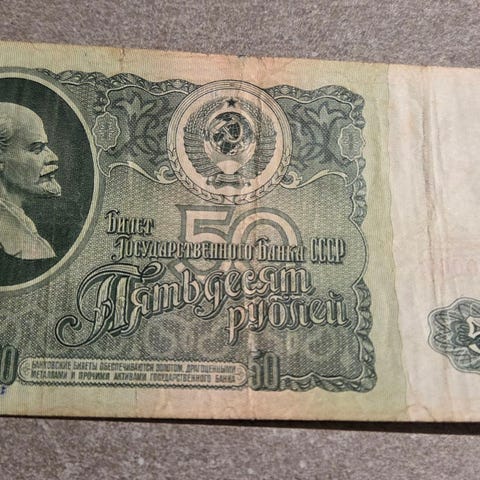 50
Билет
Государственного Банка СССР
Пятьдесят
рублей
БАНКОВСКИЕ БИЛЕТЫ ОБЕСПЕЧИВАЮТСЯ ЗОЛОТОМ, ДРАГОЦЕННЫМИ
МЕТАЛЛАМИ И ПРОЧИМИ АКТИВАМИ ГОСУДАРСТВЕННОГО БАНКА
50